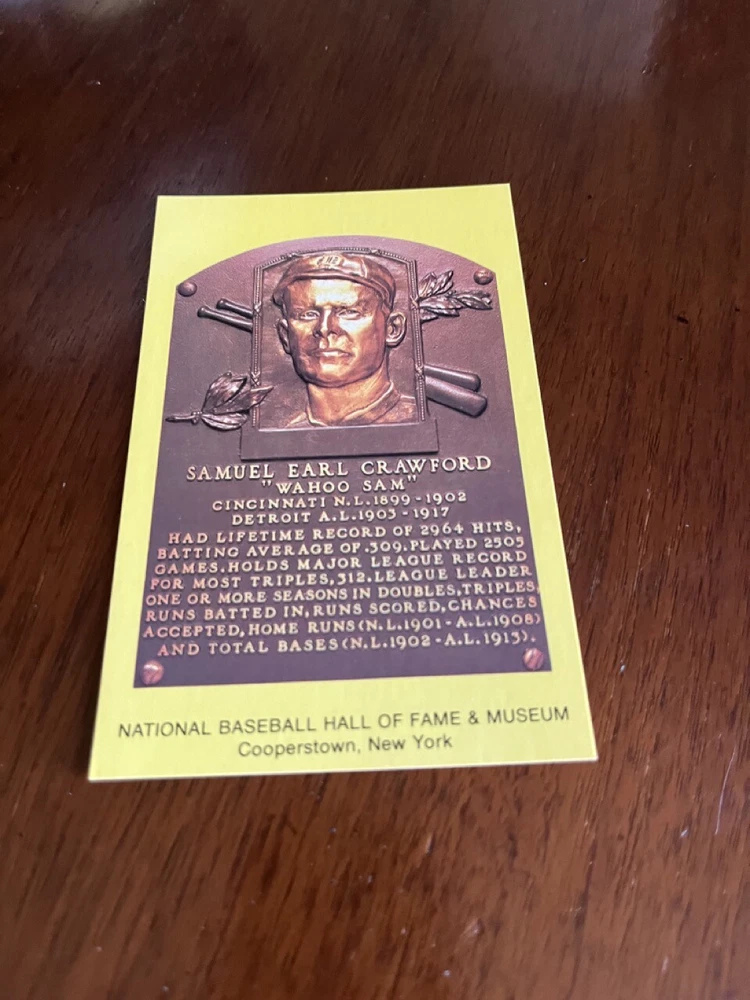 SAMUEL EARL CRAWFORD
"WAHOO SAM"
CINCINNATI N.L.1899-1902
DETROIT A.L.1903-1917
HAD LIFETIME RECORD OF 2964 HITS,
BATTING AVERAGE OF .309. PLAYED 2505
GAMES. HOLDS MAJOR LEAGUE RECORD
FOR MOST TRIPLES, 312. LEAGUE LEADER
ONE OR MORE SEASONS IN DOUBLES, TRIPLES,
RUNS BATTED IN, RUNS SCORED, CHANCES
ACCEPTED, HOME RUNS (N.L.1901-A.L.1908)
AND TOTAL BASES (N.L.1902-A.L.1913).
NATIONAL BASEBALL HALL OF FAME & MUSEUM
Cooperstown, New York